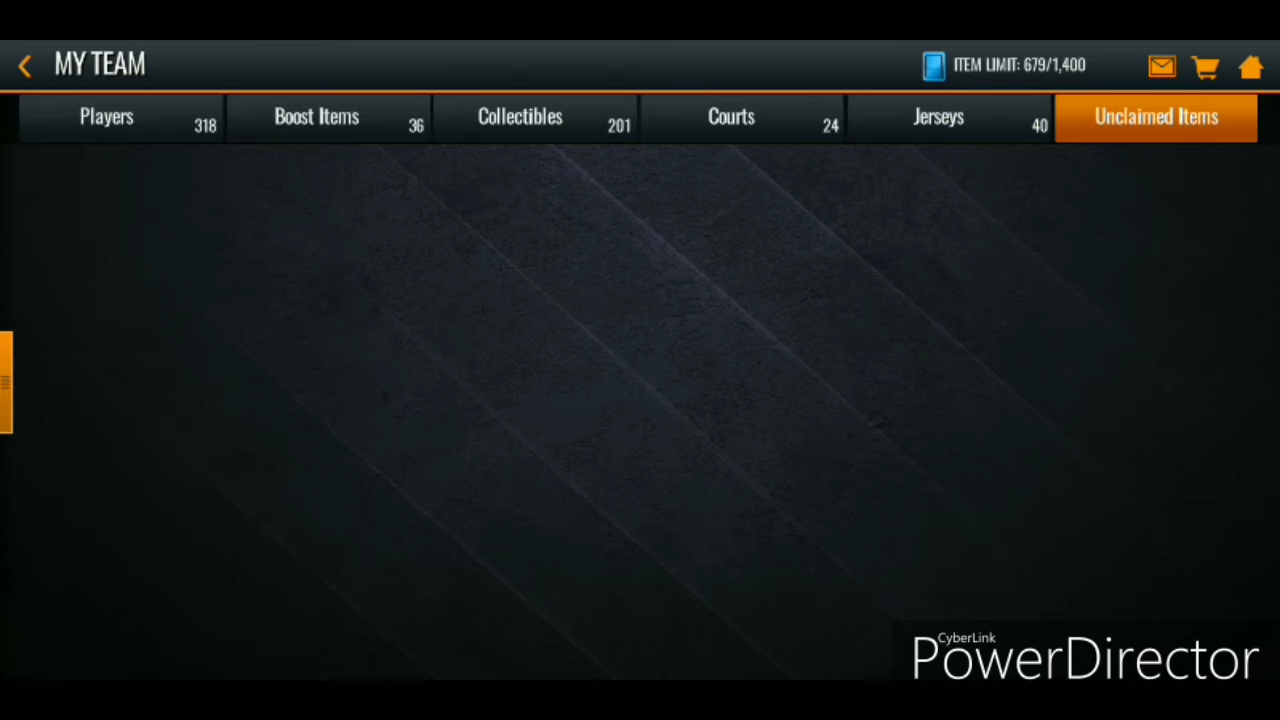 MY TEAM
ITEM LIMIT: 679/1,400
Players 318
Boost Items 36
Collectibles 201
Courts 24
Jerseys 40
Unclaimed Items
CyberLink
PowerDirector